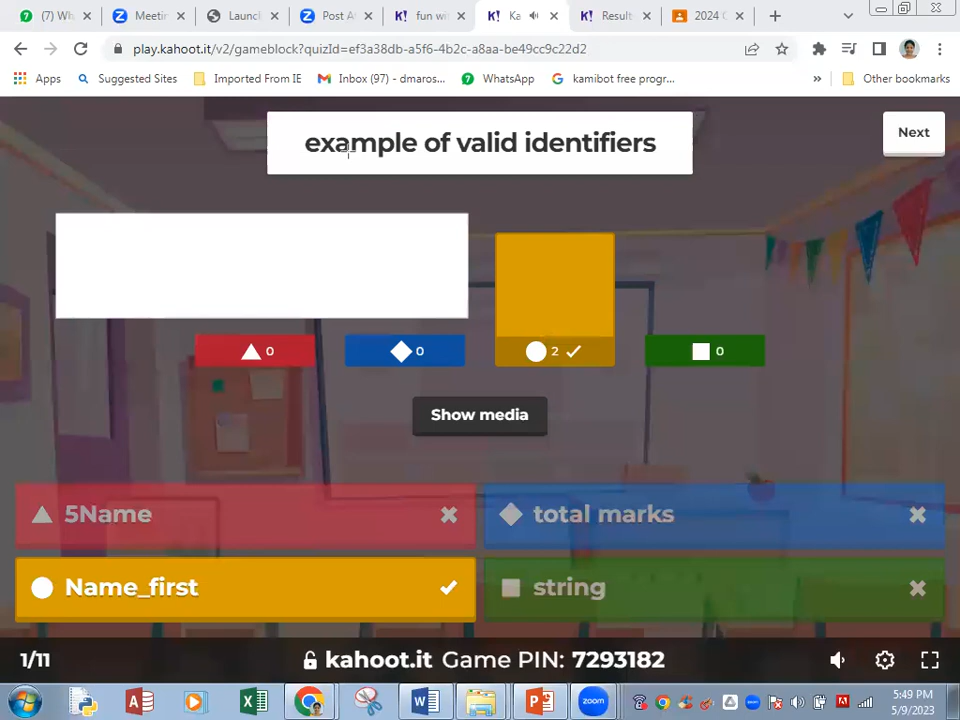 (7) Wh
Meetin
Launcl
Post A
fun wit
Ka
Result
2024 C
play.kahoot.it/v2/gameblock?quizId=ef3a38db-a5f6-4b2c-a8aa-be49cc9c22d2
Apps
Suggested Sites
Imported From IE
Inbox (97) - dmaros...
WhatsApp
kamibot free progr...
»
Other bookmarks
example of valid identifiers
Next
0
0
2
0
Show media
5Name
total marks
Name_first
string
1/11
kahoot.it Game PIN: 7293182
5:49 PM
5/9/2023